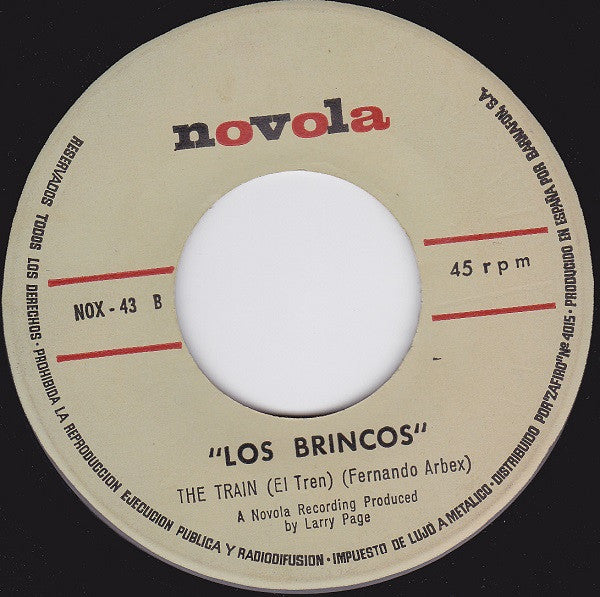 novola
45 rpm
NOX - 43 B
"LOS BRINCOS"
THE TRAIN (El Tren) (Fernando Arbex)
A Novola Recording Produced
by Larry Page
RESERVADOS TODOS LOS DERECHOS · PROHIBIDA LA REPRODUCCION EJECUCION PUBLICA Y RADIODIFUSION · IMPUESTO DE LUJO A METALICO · DISTRIBUIDO POR "ZAFIRO" Nº 4015 · PRODUCIDO EN ESPAÑA POR BARNAFON, S.A.